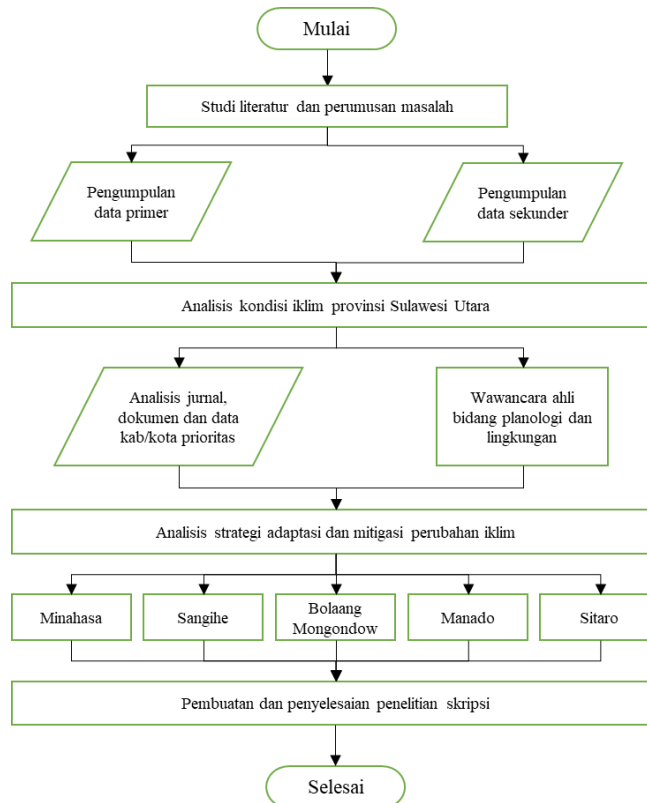 Mulai
Studi literatur dan perumusan masalah
Pengumpulan
data primer
Pengumpulan
data sekunder
Analisis kondisi iklim provinsi Sulawesi Utara
Analisis jurnal,
dokumen dan data
kab/kota prioritas
Wawancara ahli
bidang planologi dan
lingkungan
Analisis strategi adaptasi dan mitigasi perubahan iklim
Minahasa
Sangihe
Bolaang
Mongondow
Manado
Sitaro
Pembuatan dan penyelesaian penelitian skripsi
Selesai